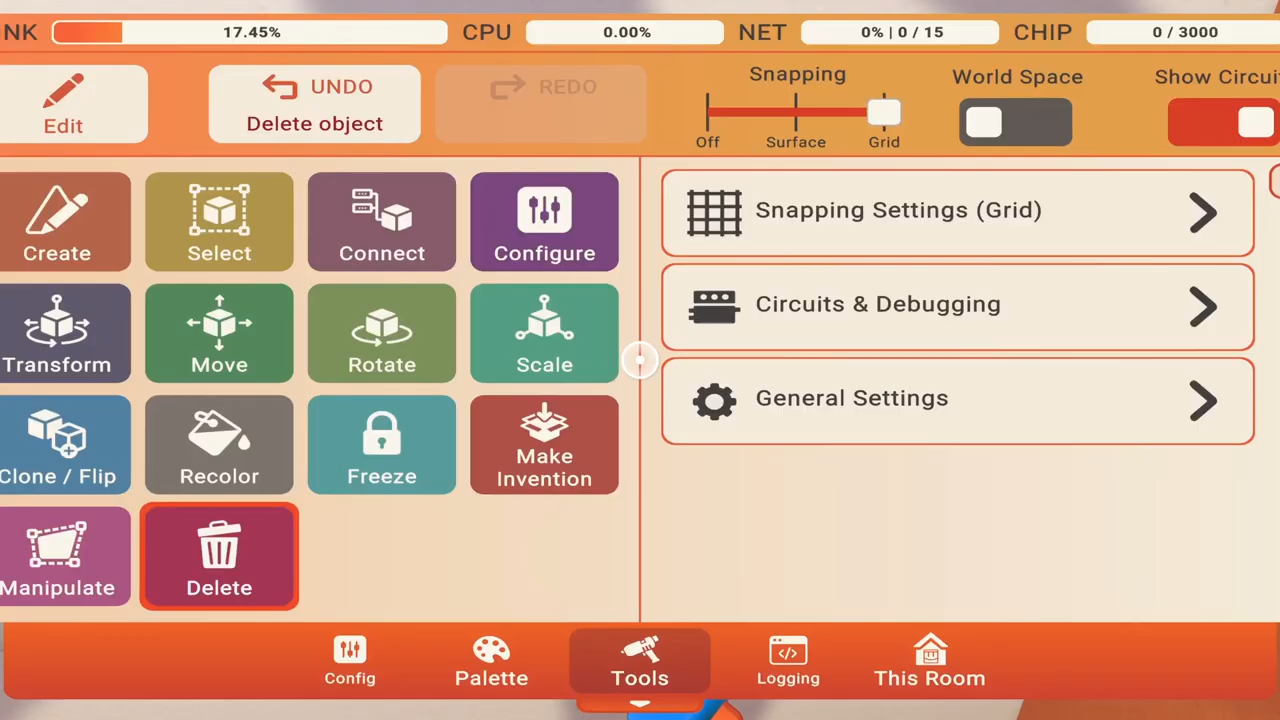 NK 17.45% CPU 0.00% NET 0% | 0 / 15 CHIP 0 / 3000
Edit
UNDO
Delete object
REDO
Snapping
Off Surface Grid
World Space
Show Circui
Create Select Connect Configure
Transform Move Rotate Scale
Clone / Flip Recolor Freeze Make
Invention
Manipulate Delete
Snapping Settings (Grid)
Circuits & Debugging
General Settings
Config Palette Tools Logging This Room